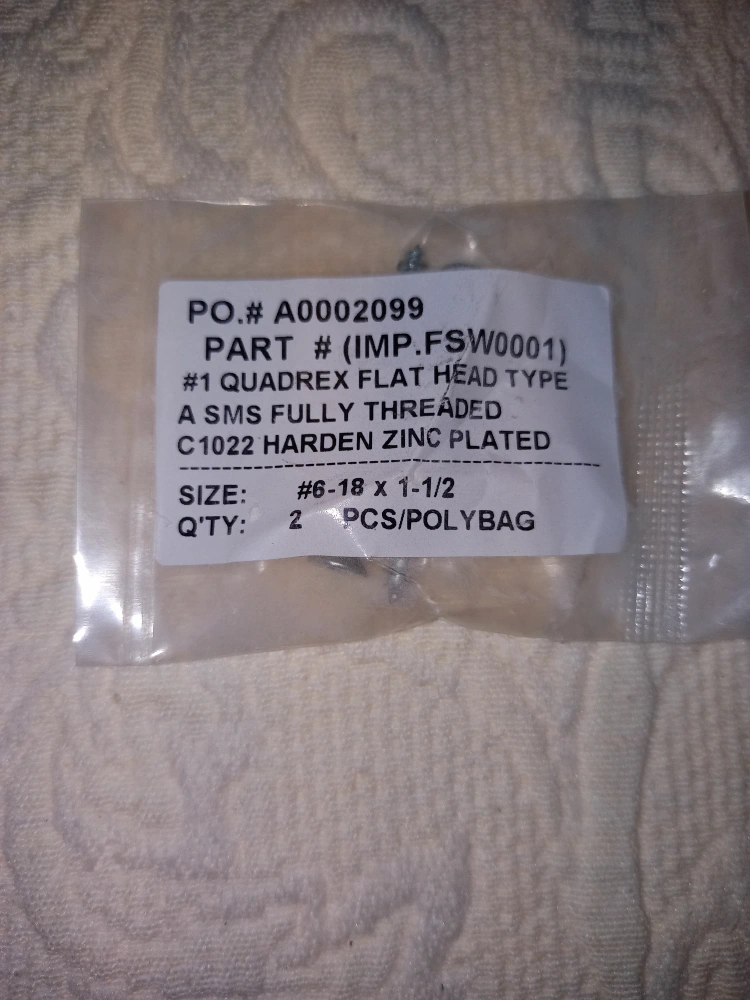 PO.# A0002099
PART # (IMP.FSW0001)
#1 QUADREX FLAT HEAD TYPE
A SMS FULLY THREADED
C1022 HARDEN ZINC PLATED
SIZE: #6-18 x 1-1/2
Q'TY: 2 PCS/POLYBAG